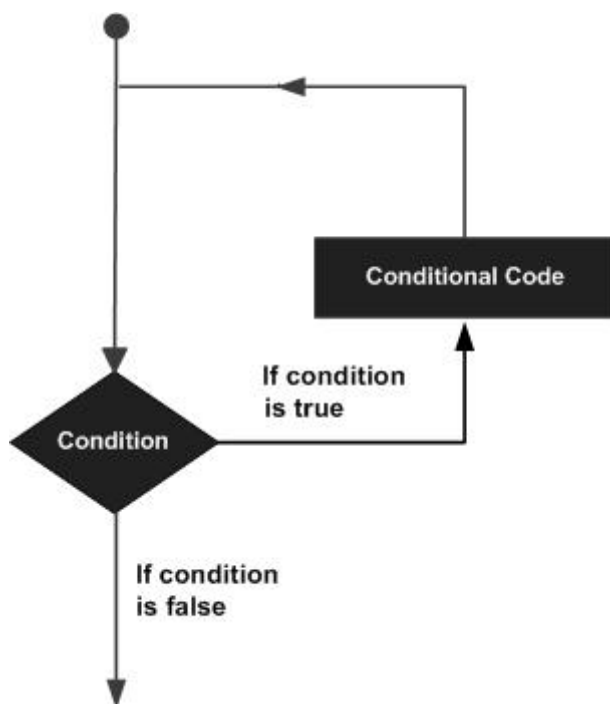 Conditional Code
If condition
is true
Condition
If condition
is false